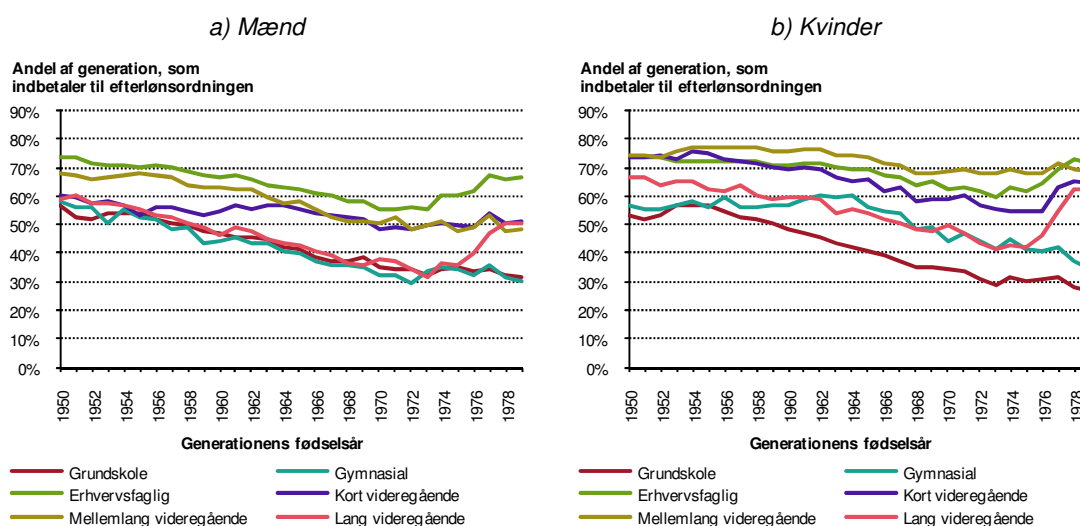 a) Mænd
Andel af generation, som
indbetaler til efterlønsordningen
90%
80%
70%
60%
50%
40%
30%
20%
10%
0%
1950
1952
1954
1956
1958
1960
1962
1964
1966
1968
1970
1972
1974
1976
1978
Generationens fødselsår
Grundskole
Gymnasial
Erhvervsfaglig
Kort videregående
Mellemlang videregående
Lang videregående
b) Kvinder
Andel af generation, som
indbetaler til efterlønsordningen
90%
80%
70%
60%
50%
40%
30%
20%
10%
0%
1950
1952
1954
1956
1958
1960
1962
1964
1966
1968
1970
1972
1974
1976
1978
Generationens fødselsår
Grundskole
Gymnasial
Erhvervsfaglig
Kort videregående
Mellemlang videregående
Lang videregående